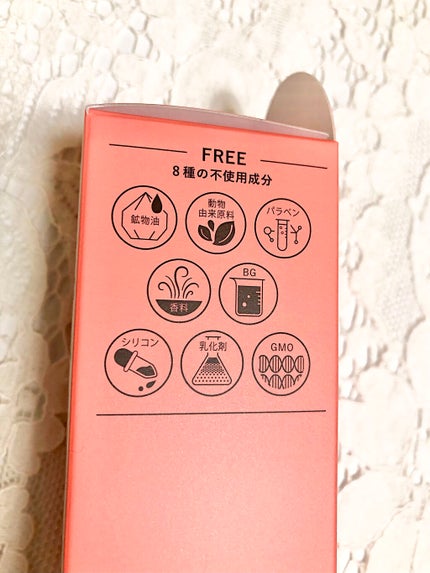 FREE
8種の不使用成分
鉱物油
動物
由来原料
パラベン
香料
BG
シリコン
乳化剤
GMO